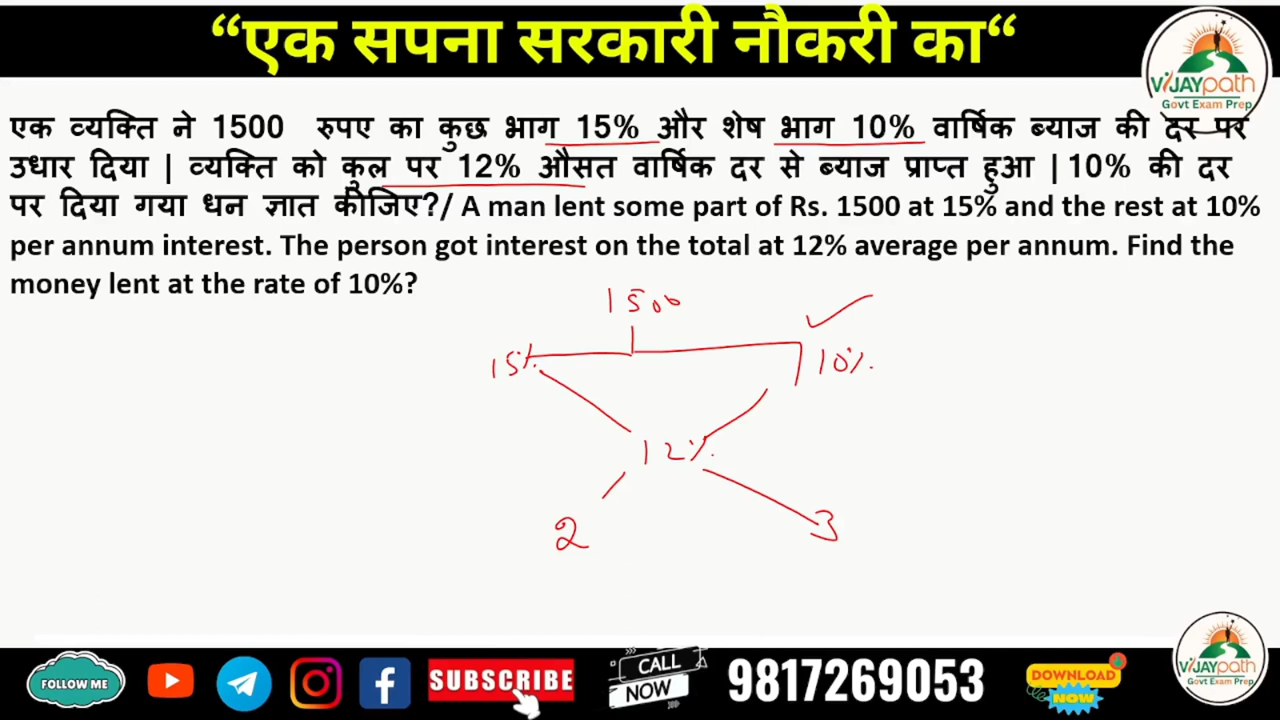 “एक सपना सरकारी नौकरी का“
VIJAYpath
Govt Exam Prep
एक व्यक्ति ने 1500 रुपए का कुछ भाग 15% और शेष भाग 10% वार्षिक ब्याज की दर पर
उधार दिया | व्यक्ति को कुल पर 12% औसत वार्षिक दर से ब्याज प्राप्त हुआ | 10% की दर
पर दिया गया धन ज्ञात कीजिए?/ A man lent some part of Rs. 1500 at 15% and the rest at 10%
per annum interest. The person got interest on the total at 12% average per annum. Find the
money lent at the rate of 10%?
1500
15% 10%
12%
2 3
VIJAYpath
Govt Exam Prep
FOLLOW ME
SUBSCRIBE
CALL
NOW
9817269053
DOWNLOAD
NOW